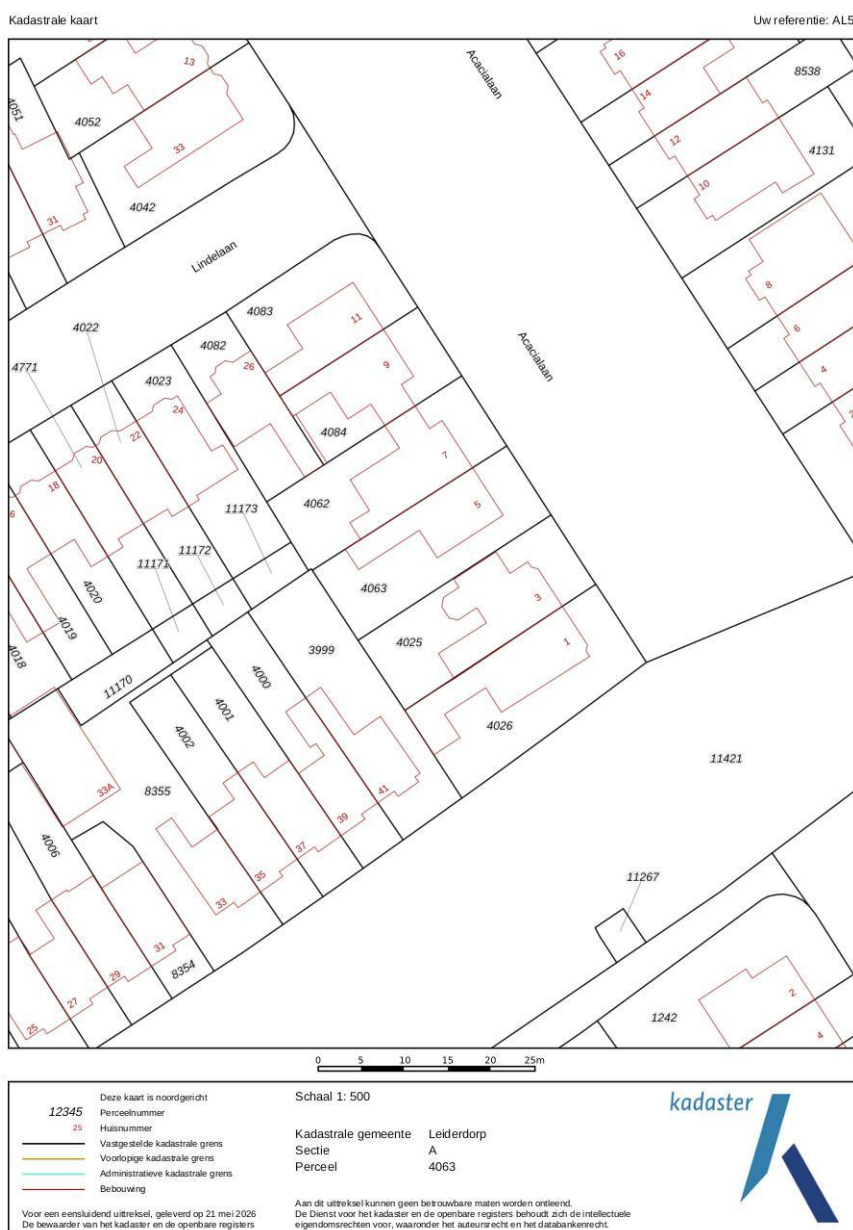 Kadastrale kaart
Uw referentie: AL5
Acacialaan
16
13
8538
14
4051
4052
12
4131
33
10
31
4042
Lindelaan
8
4083
11
4022
6
4082
9
4771
26
4
4023
24
22
4084
20
7
18
4062
5
11173
6
11172
11171
4063
4020
3
4019
4025
1
3999
4018
4000
11170
4001
4026
4002
11421
33A
8355
41
39
4006
37
35
11267
33
31
8354
29
2
27
1242
25
4
Acacialaan
0 5 10 15 20 25m
Deze kaart is noordgericht
12345 Perceelnummer
25 Huisnummer
Vastgestelde kadastrale grens
Voorlopige kadastrale grens
Administratieve kadastrale grens
Bebouwing
Voor een eensluidend uittreksel, geleverd op 21 mei 2026
De bewaarder van het kadaster en de openbare registers
Schaal 1: 500
Kadastrale gemeente Leiderdorp
Sectie A
Perceel 4063
Aan dit uittreksel kunnen geen betrouwbare maten worden ontleend.
De Dienst voor het kadaster en de openbare registers behoudt zich de intellectuele
eigendomsrechten voor, waaronder het auteursrecht en het databankenrecht.
kadaster